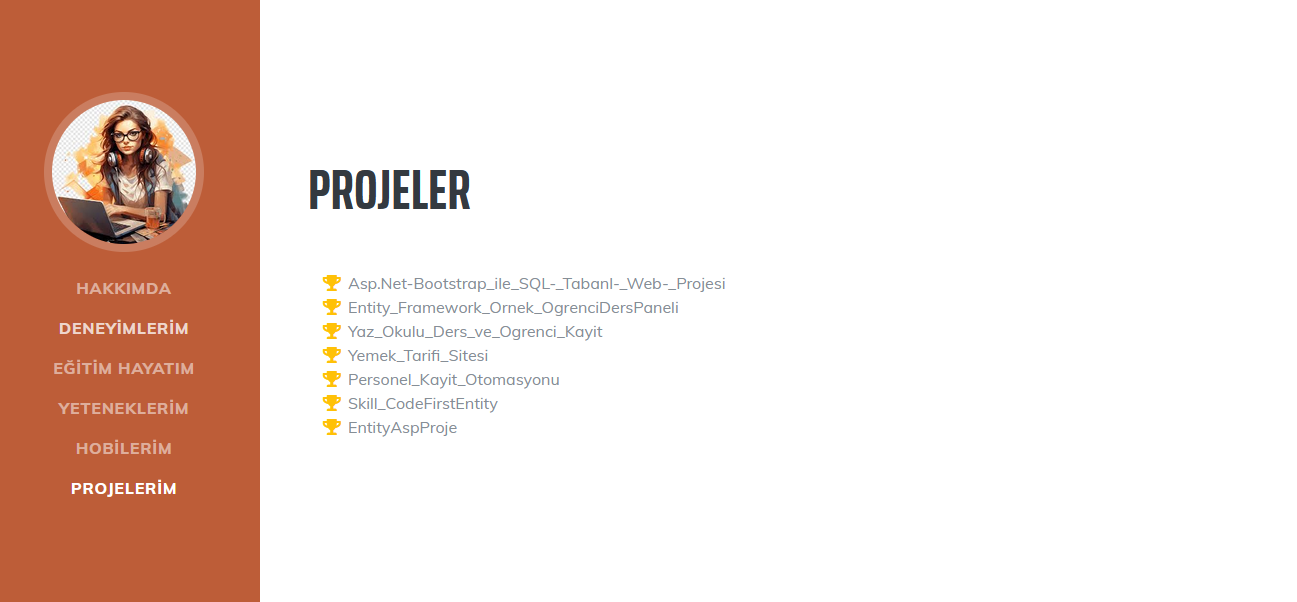 HAKKIMDA
DENEYİMLERİM
EĞİTİM HAYATIM
YETENEKLERİM
HOBİLERİM
PROJELERİM
PROJELER
Asp.Net-Bootstrap_ile_SQL-_Tabanl-_Web-_Projesi
Entity_Framework_Ornek_OgrenciDersPaneli
Yaz_Okulu_Ders_ve_Ogrenci_Kayit
Yemek_Tarifi_Sitesi
Personel_Kayit_Otomasyonu
Skill_CodeFirstEntity
EntityAspProje